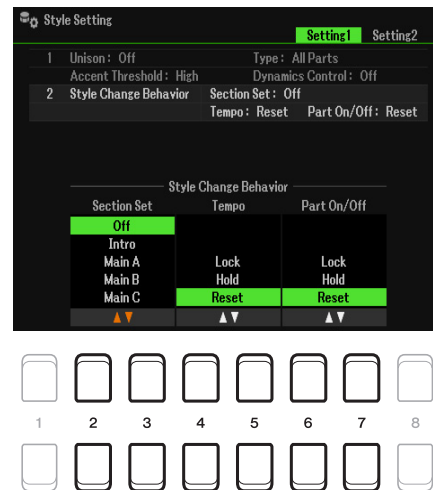 Style Setting
Setting1 Setting2
1 Unison: Off Type: All Parts
Accent Threshold: High Dynamics Control: Off
2 Style Change Behavior Section Set: Off
Tempo: Reset Part On/Off: Reset
Style Change Behavior
Section Set Tempo Part On/Off
Off
Intro
Main A Lock Lock
Main B Hold Hold
Main C Reset Reset
1 2 3 4 5 6 7 8